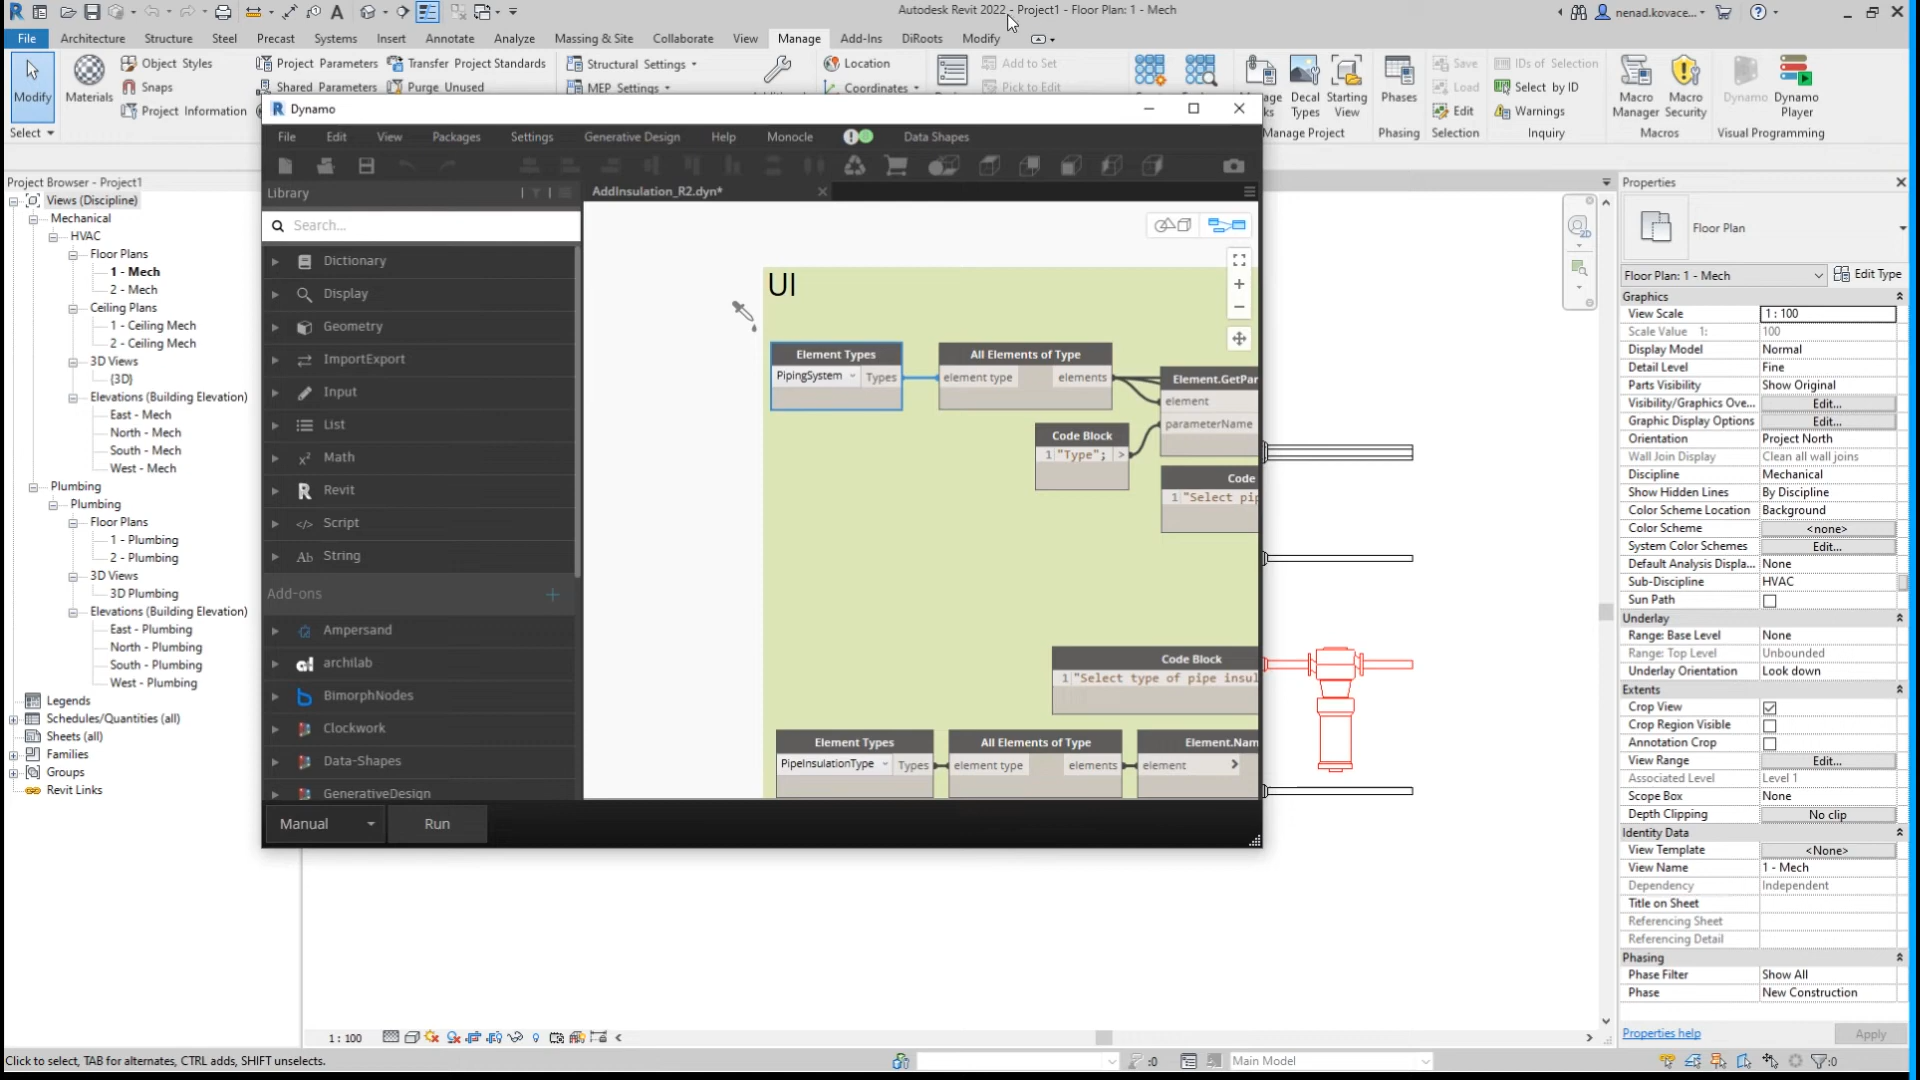 Autodesk Revit 2022 - Project1 - Floor Plan: 1 - Mech
nenad.kovace...
File
Architecture
Structure
Steel
Precast
Systems
Insert
Annotate
Analyze
Massing & Site
Collaborate
View
Manage
Add-Ins
DiRoots
Modify
Modify
Select
Materials
Object Styles
Snaps
Project Information
Project Parameters
Shared Parameters
Transfer Project Standards
Purge Unused
Structural Settings
MEP Settings
Location
Coordinates
Add to Set
Pick to Edit
Manage Project
Decal Types
Starting View
Phases
Phasing
Save
Load
Edit
Selection
IDs of Selection
Select by ID
Warnings
Inquiry
Macro Manager
Macro Security
Macros
Dynamo
Dynamo Player
Visual Programming
Project Browser - Project1
Views (Discipline)
Mechanical
HVAC
Floor Plans
1 - Mech
2 - Mech
Ceiling Plans
1 - Ceiling Mech
2 - Ceiling Mech
3D Views
(3D)
Elevations (Building Elevation)
East - Mech
North - Mech
South - Mech
West - Mech
Plumbing
Plumbing
Floor Plans
1 - Plumbing
2 - Plumbing
3D Views
3D Plumbing
Elevations (Building Elevation)
East - Plumbing
North - Plumbing
South - Plumbing
West - Plumbing
Legends
Schedules/Quantities (all)
Sheets (all)
Families
Groups
Revit Links
Dynamo
File
Edit
View
Packages
Settings
Generative Design
Help
Monocle
Data Shapes
Library
AddInsulation_R2.dyn*
Search...
Dictionary
Display
Geometry
ImportExport
Input
List
Math
Revit
Script
String
Add-ons
Ampersand
archilab
BimorphNodes
Clockwork
Data-Shapes
GenerativeDesign
Manual
Run
UI
Element Types
PipingSystem
Types
All Elements of Type
element type
elements
Element.GetPar
element
parameterName
Code Block
1 "Type"; >
Code
1 "Select pip
Code Block
1 "Select type of pipe insul
Element Types
PipeInsulationType
Types
All Elements of Type
element type
elements
Element.Nam
element
Properties
Floor Plan
Floor Plan: 1 - Mech
Edit Type
Graphics
View Scale 1 : 100
Scale Value 1: 100
Display Model Normal
Detail Level Fine
Parts Visibility Show Original
Visibility/Graphics Ove... Edit...
Graphic Display Options Edit...
Orientation Project North
Wall Join Display Clean all wall joins
Discipline Mechanical
Show Hidden Lines By Discipline
Color Scheme Location Background
Color Scheme <none>
System Color Schemes Edit...
Default Analysis Displa... None
Sub-Discipline HVAC
Sun Path
Underlay
Range: Base Level None
Range: Top Level Unbounded
Underlay Orientation Look down
Extents
Crop View
Crop Region Visible
Annotation Crop
View Range Edit...
Associated Level Level 1
Scope Box None
Depth Clipping No clip
Identity Data
View Template <None>
View Name 1 - Mech
Dependency Independent
Title on Sheet
Referencing Sheet
Referencing Detail
Phasing
Phase Filter Show All
Phase New Construction
Properties help
Apply
1 : 100
Click to select, TAB for alternates, CTRL adds, SHIFT unselects.
:0
Main Model
:0